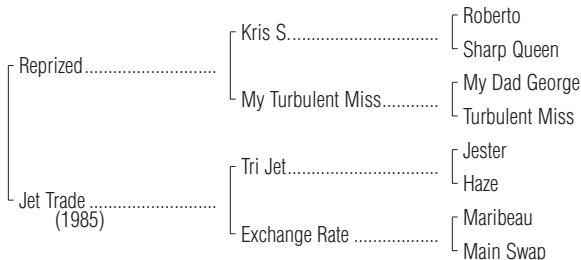 Roberto
Kris S.
Sharp Queen
Reprized
My Dad George
My Turbulent Miss
Turbulent Miss
Jester
Tri Jet
Haze
Jet Trade
(1985)
Maribeau
Exchange Rate
Main Swap